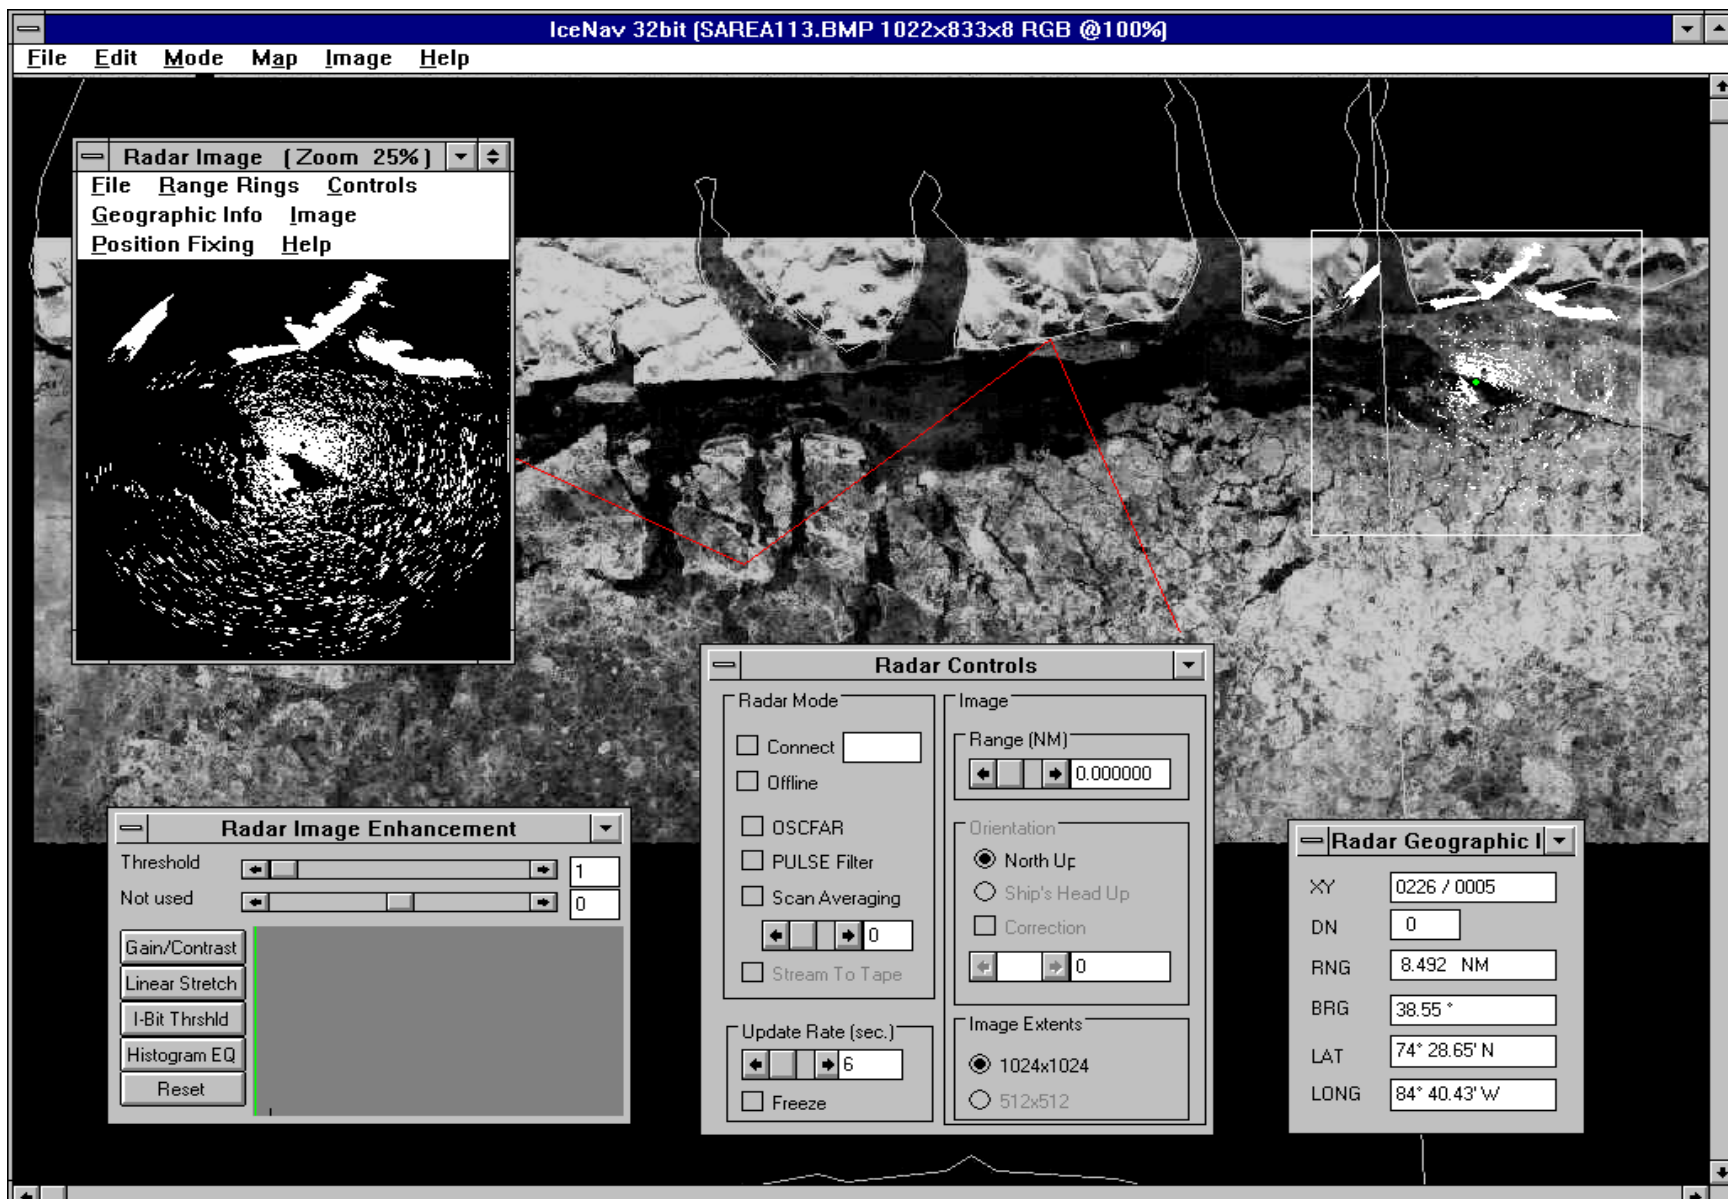 IceNav 32bit (SAREA113.BMP 1022x833x8 RGB @100%)
File Edit Mode Map Image Help
Radar Image (Zoom 25%)
File Range Rings Controls
Geographic Info Image
Position Fixing Help
Radar Controls
Radar Mode
Connect
Offline
OSCFAR
PULSE Filter
Scan Averaging
0
Stream To Tape
Update Rate (sec.)
6
Freeze
Image
Range (NM)
0.000000
Orientation
North Up
Ship's Head Up
Correction
0
Image Extents
1024x1024
512x512
Radar Image Enhancement
Threshold 1
Not used 0
Gain/Contrast
Linear Stretch
I-Bit Thrshld
Histogram EQ
Reset
Radar Geographic I
XY 0226 / 0005
DN 0
RNG 8.492 NM
BRG 38.55 °
LAT 74° 28.65' N
LONG 84° 40.43' W